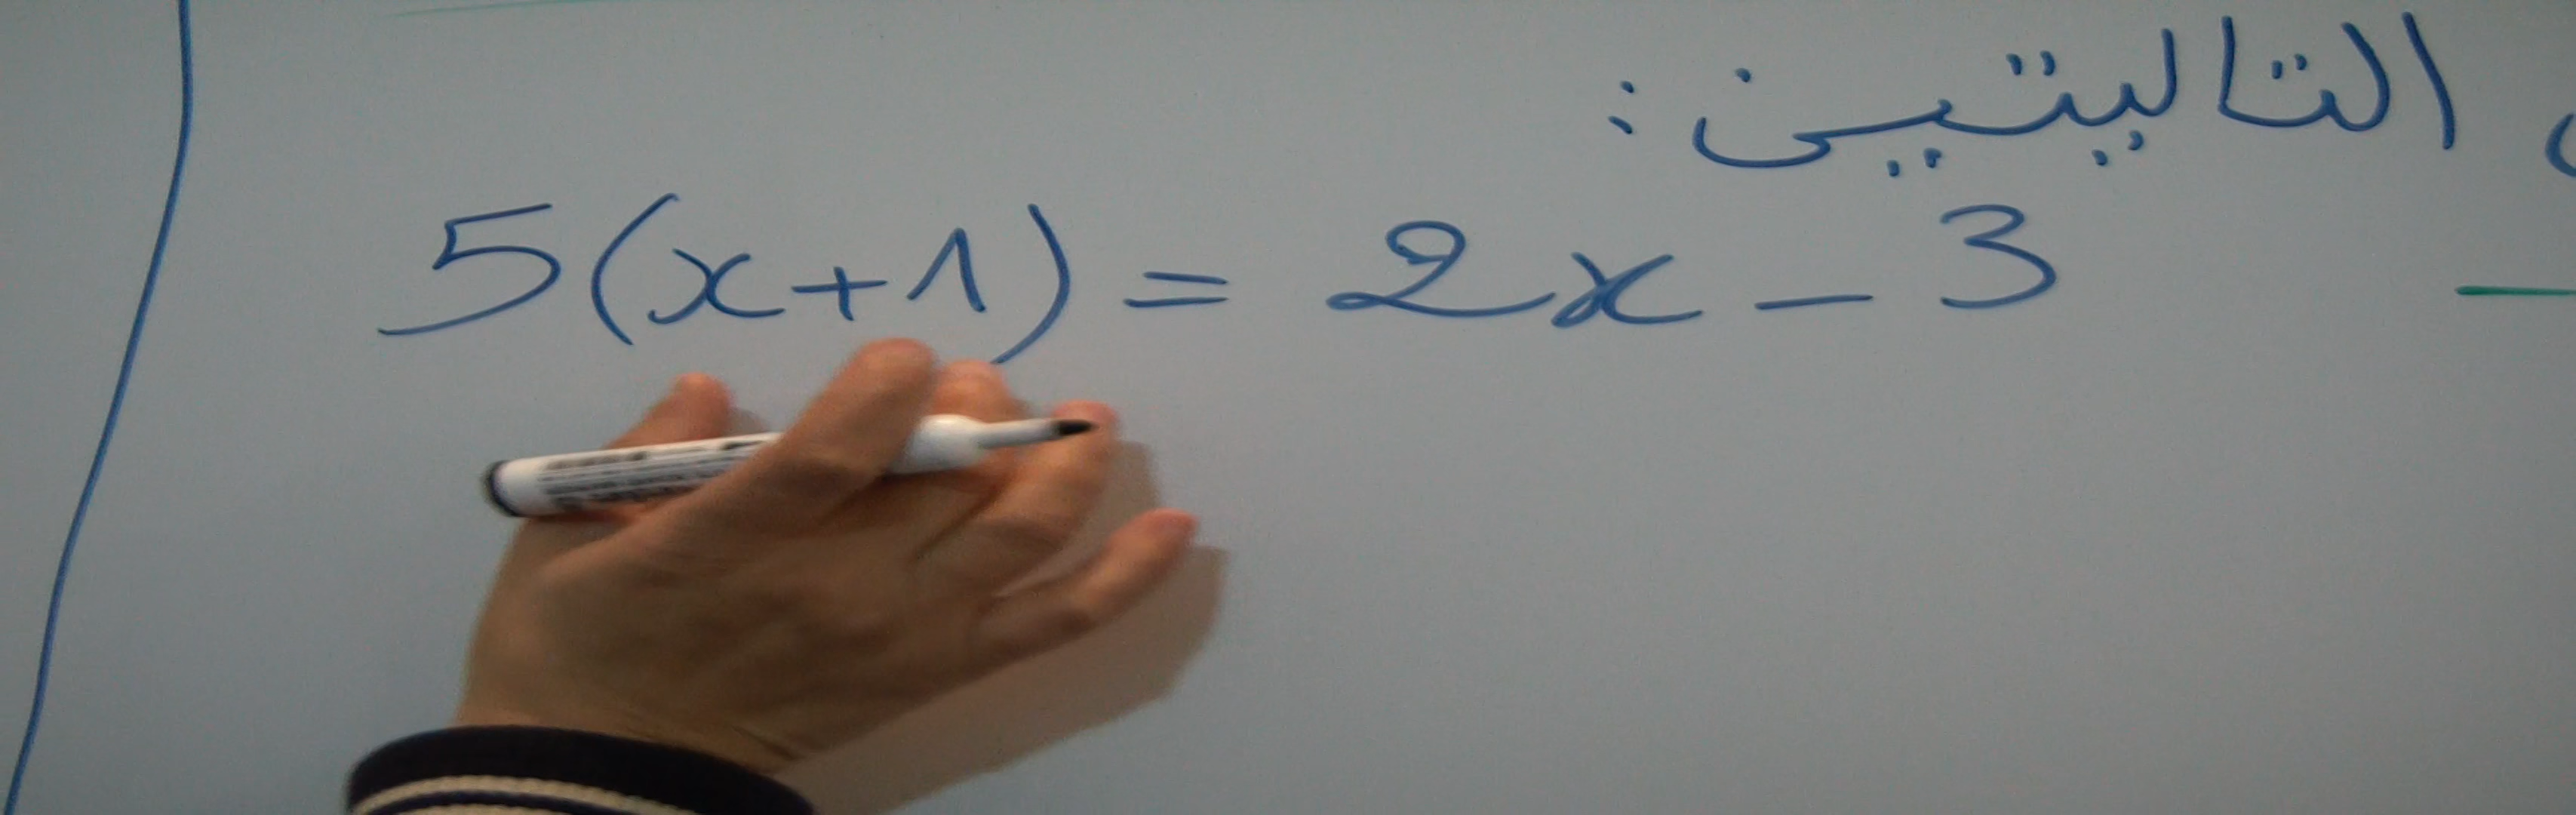 التاليتين :
5(x+1) = 2x - 3